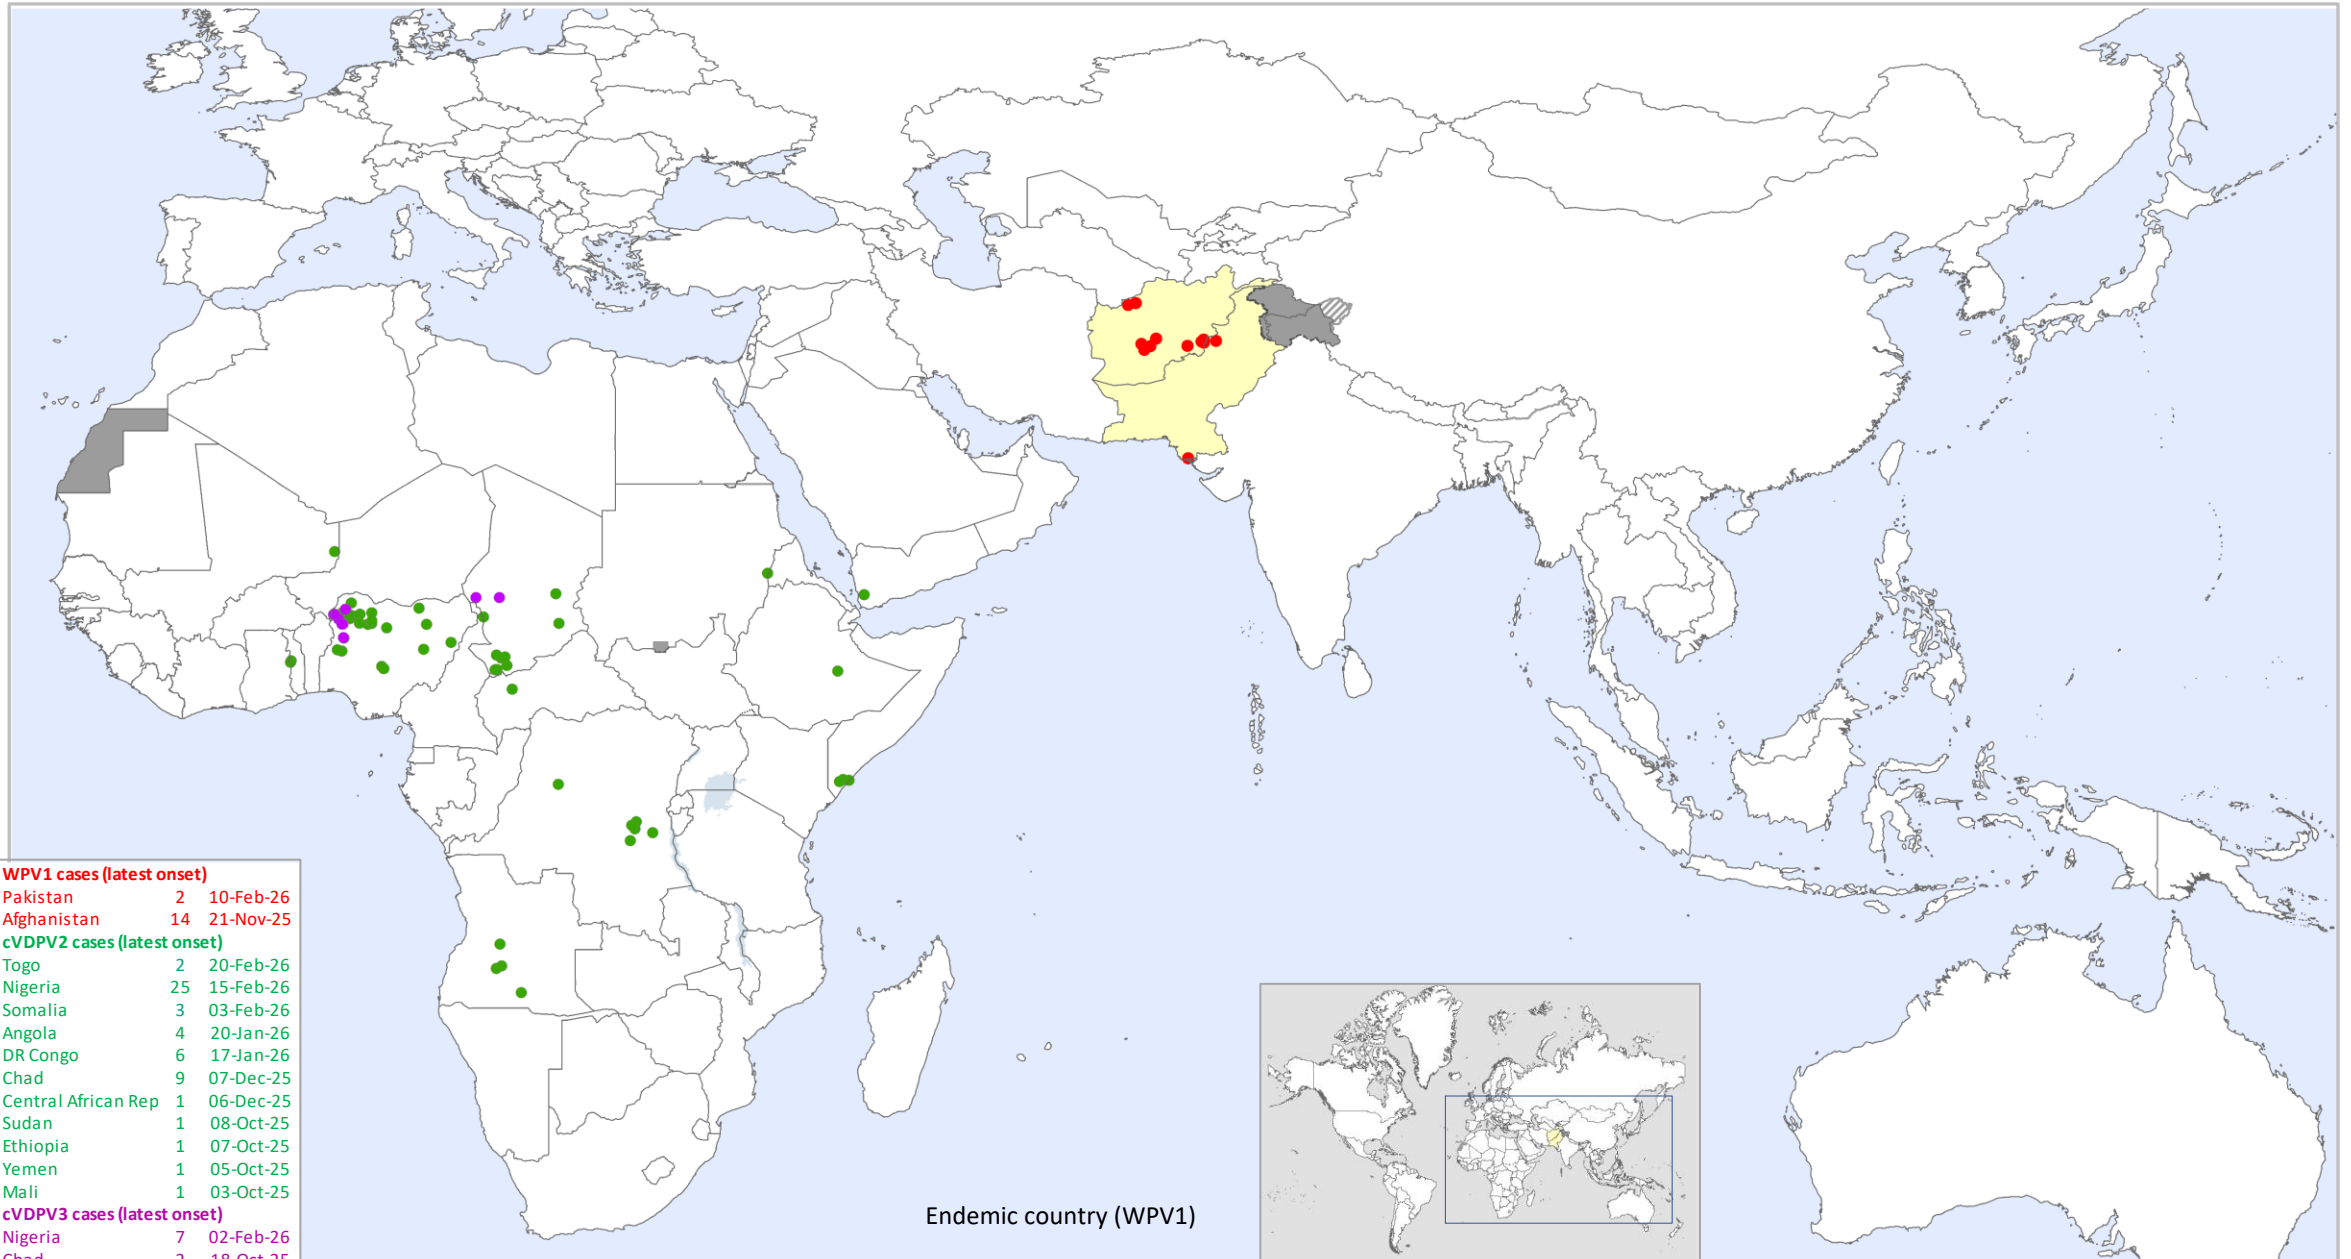 WPV1 cases (latest onset)
Pakistan 2 10-Feb-26
Afghanistan 14 21-Nov-25
cVDPV2 cases (latest onset)
Togo 2 20-Feb-26
Nigeria 25 15-Feb-26
Somalia 3 03-Feb-26
Angola 4 20-Jan-26
DR Congo 6 17-Jan-26
Chad 9 07-Dec-25
Central African Rep 1 06-Dec-25
Sudan 1 08-Oct-25
Ethiopia 1 07-Oct-25
Yemen 1 05-Oct-25
Mali 1 03-Oct-25
cVDPV3 cases (latest onset)
Nigeria 7 02-Feb-26
Chad 18-Oct-25
Endemic country (WPV1)